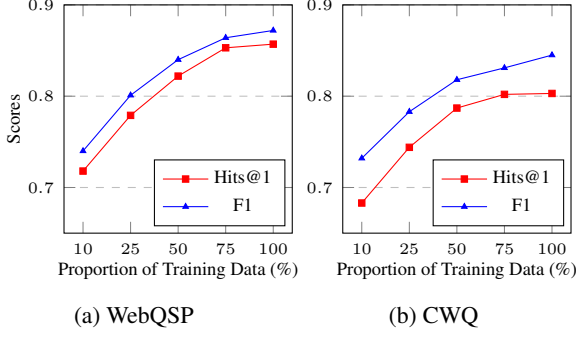 0.9
0.8
0.7
Scores
Hits@1
F1
10 25 50 75 100
Proportion of Training Data (%)
(a) WebQSP
0.9
0.8
0.7
Hits@1
F1
10 25 50 75 100
Proportion of Training Data (%)
(b) CWQ